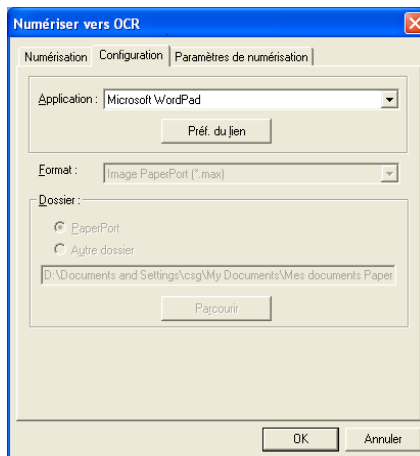 Numériser vers OCR
Numérisation Configuration Paramètres de numérisation
Application : Microsoft WordPad
Préf. du lien
Format : Image PaperPort (*.max)
Dossier :
PaperPort
Autre dossier
D:\Documents and Settings\csg\My Documents\Mes documents Paper
Parcourir
OK Annuler